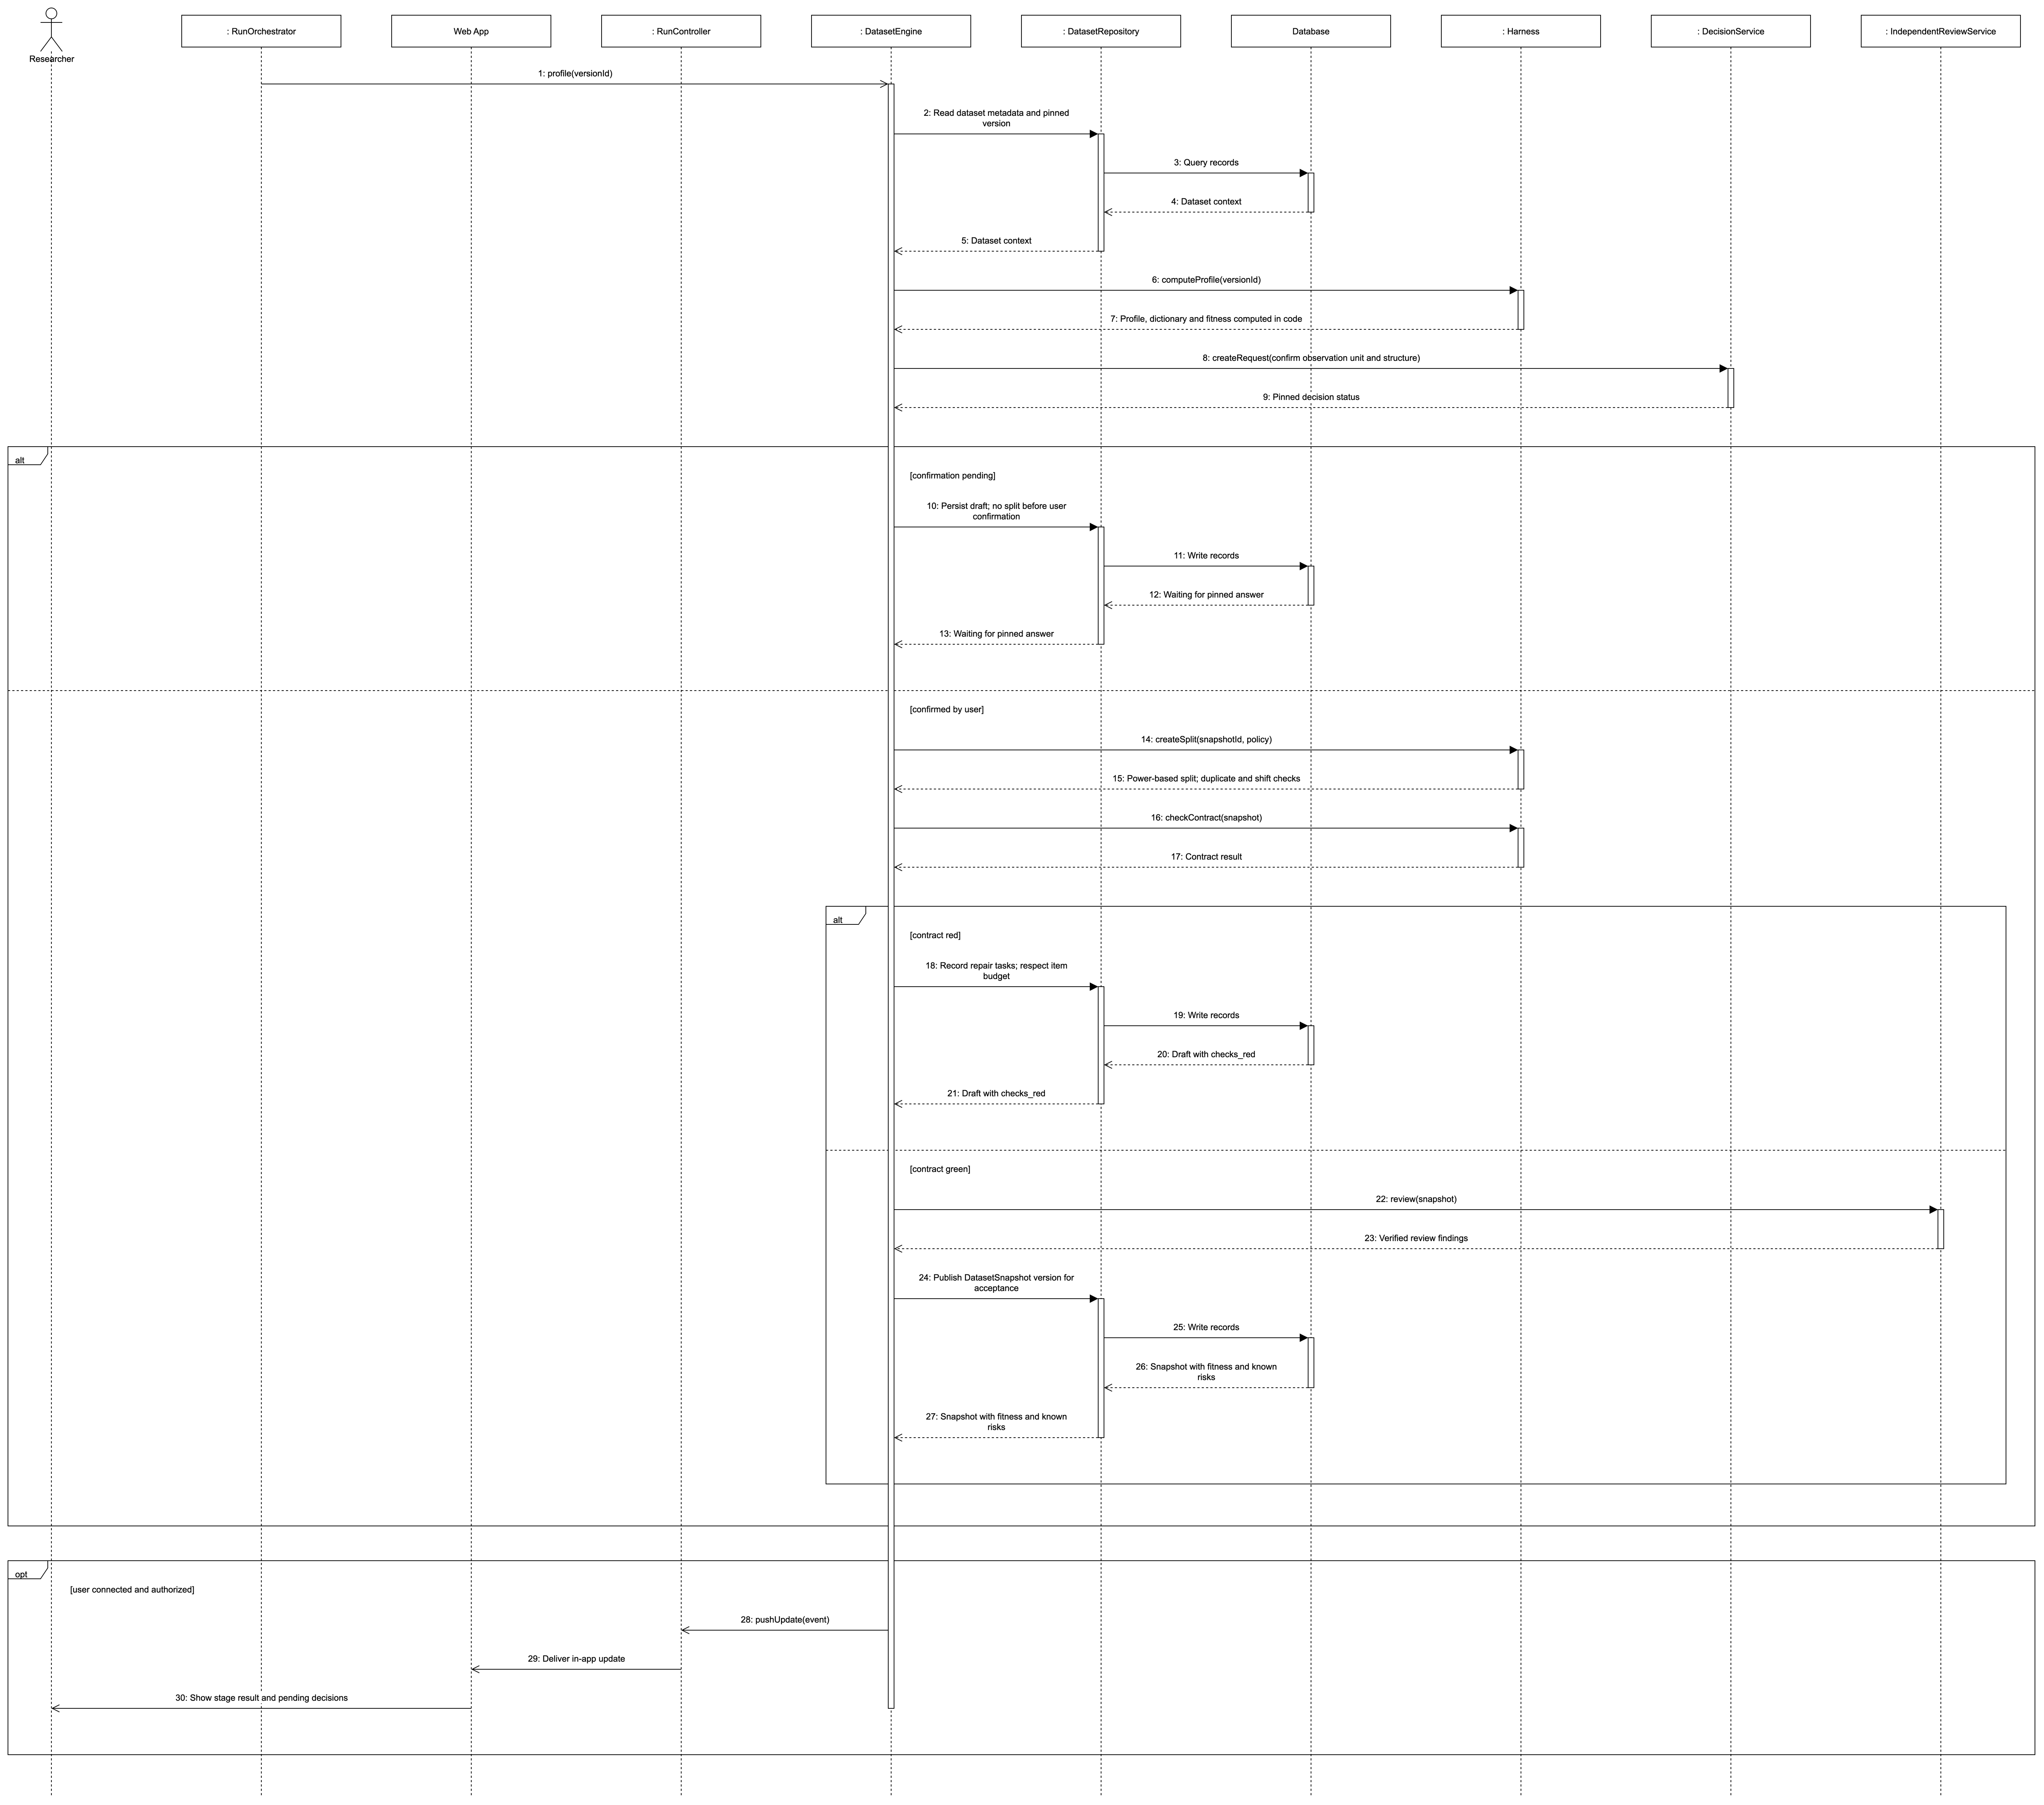 : RunOrchestrator
Web App
: RunController
: DatasetEngine
: DatasetRepository
Database
: Harness
: DecisionService
: IndependentReviewService
Researcher
1: profile(versionId)
2: Read dataset metadata and pinned
version
3: Query records
4: Dataset context
5: Dataset context
6: computeProfile(versionId)
7: Profile, dictionary and fitness computed in code
8: createRequest(confirm observation unit and structure)
9: Pinned decision status
alt
[confirmation pending]
10: Persist draft; no split before user
confirmation
11: Write records
12: Waiting for pinned answer
13: Waiting for pinned answer
[confirmed by user]
14: createSplit(snapshotId, policy)
15: Power-based split; duplicate and shift checks
16: checkContract(snapshot)
17: Contract result
alt
[contract red]
18: Record repair tasks; respect item
budget
19: Write records
20: Draft with checks_red
21: Draft with checks_red
[contract green]
22: review(snapshot)
23: Verified review findings
24: Publish DatasetSnapshot version for
acceptance
25: Write records
26: Snapshot with fitness and known
risks
27: Snapshot with fitness and known
risks
opt
[user connected and authorized]
28: pushUpdate(event)
29: Deliver in-app update
30: Show stage result and pending decisions